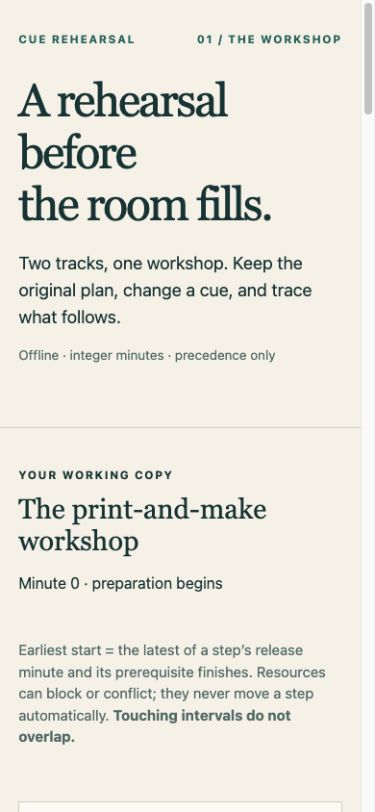 CUE REHEARSAL
01 / THE WORKSHOP
A rehearsal
before
the room fills.
Two tracks, one workshop. Keep the
original plan, change a cue, and trace
what follows.
Offline · integer minutes · precedence only
YOUR WORKING COPY
The print-and-make
workshop
Minute 0 · preparation begins
Earliest start = the latest of a step’s release
minute and its prerequisite finishes. Resources
can block or conflict; they never move a step
automatically. Touching intervals do not
overlap.